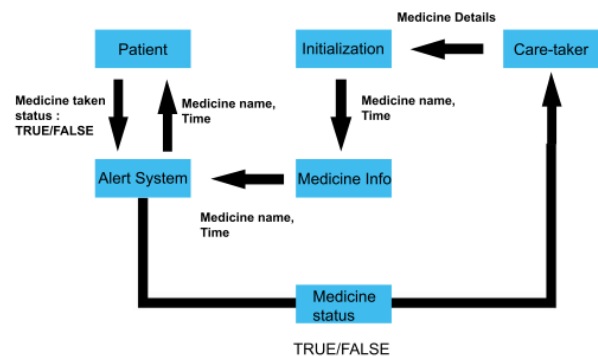 Medicine Details
Patient
Initialization
Care-taker
Medicine taken
status :
TRUE/FALSE
Medicine name,
Time
Medicine name,
Time
Alert System
Medicine Info
Medicine name,
Time
Medicine
status
TRUE/FALSE